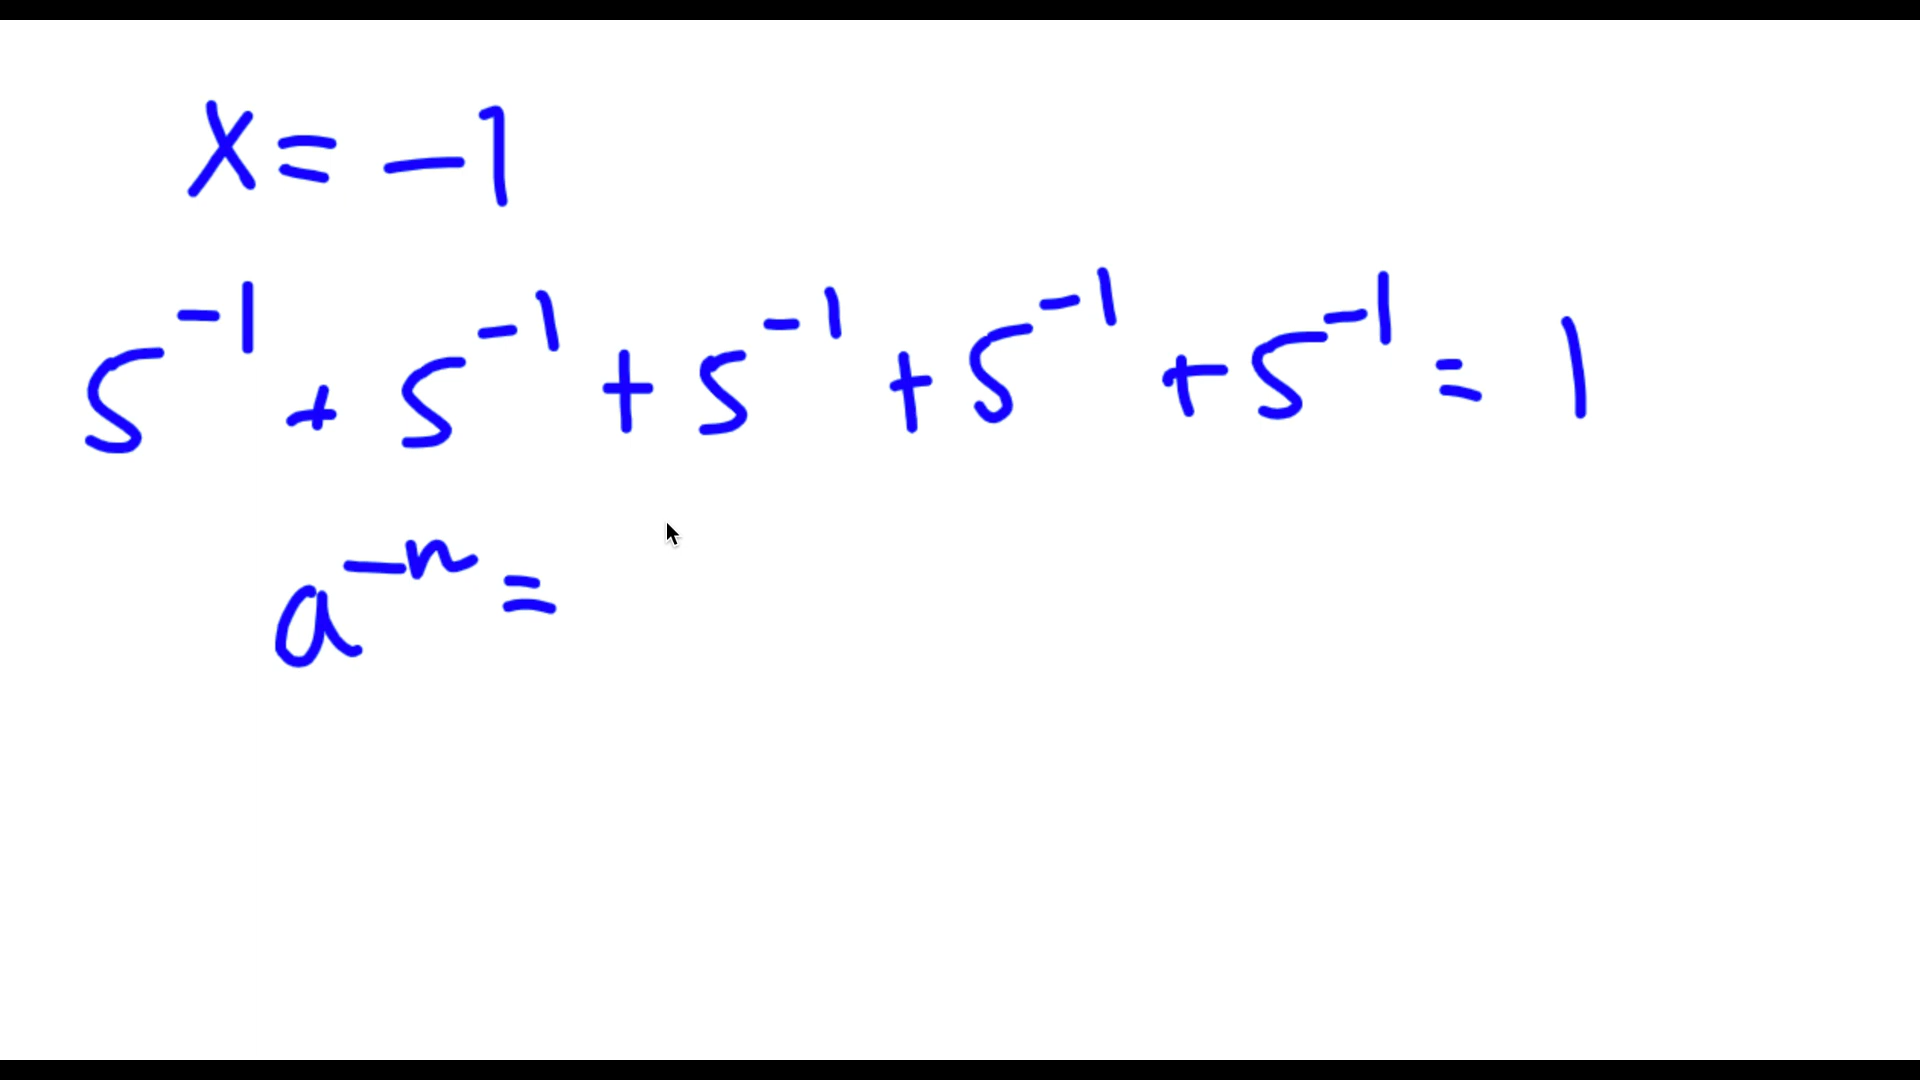 x = -1
5^{-1} + 5^{-1} + 5^{-1} + 5^{-1} + 5^{-1} = 1
a^{-n} =